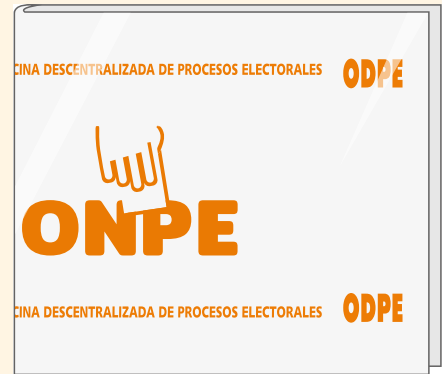 CINA DESCENTRALIZADA DE PROCESOS ELECTORALES ODPE
ONPE
CINA DESCENTRALIZADA DE PROCESOS ELECTORALES ODPE